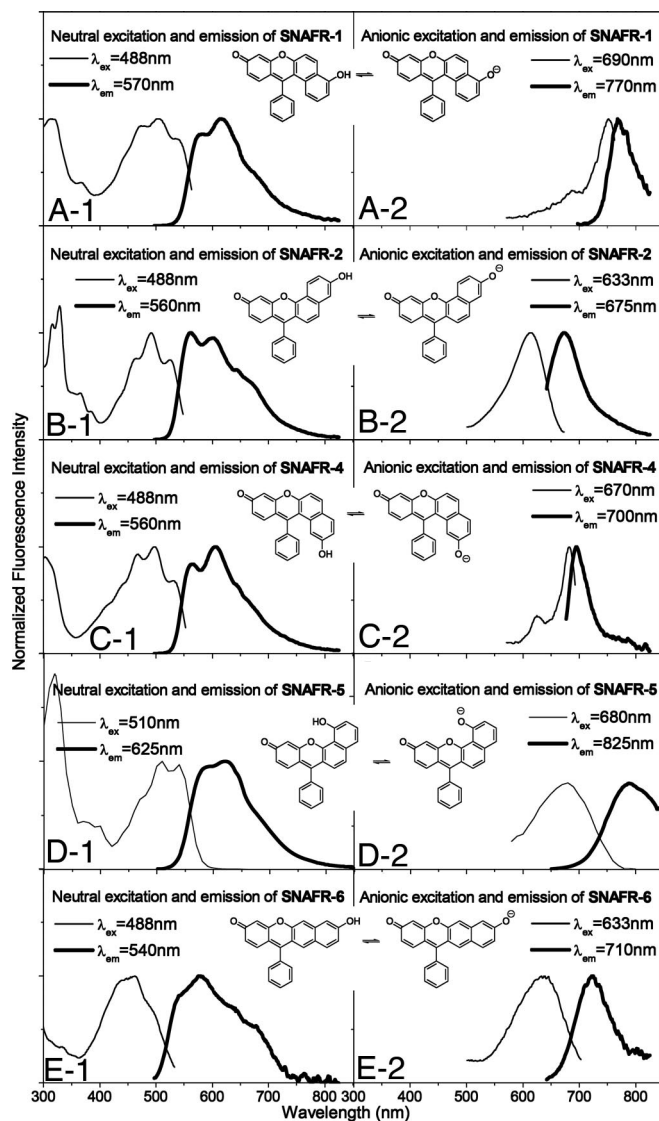 Neutral excitation and emission of SNAFR-1
λex=488nm
λem=570nm
O
O
OH
A-1
Anionic excitation and emission of SNAFR-1
λex=690nm
λem=770nm
O
O
O⊖
A-2
Neutral excitation and emission of SNAFR-2
λex=488nm
λem=560nm
OH
O
O
B-1
Anionic excitation and emission of SNAFR-2
λex=633nm
λem=675nm
O⊖
O
O
B-2
Neutral excitation and emission of SNAFR-4
λex=488nm
λem=560nm
O
O
OH
C-1
Anionic excitation and emission of SNAFR-4
λex=670nm
λem=700nm
O
O
O⊖
C-2
Neutral excitation and emission of SNAFR-5
λex=510nm
λem=625nm
HO
O
O
D-1
Anionic excitation and emission of SNAFR-5
λex=680nm
λem=825nm
O⊖
O
O
D-2
Neutral excitation and emission of SNAFR-6
λex=488nm
λem=540nm
O
O
OH
E-1
Anionic excitation and emission of SNAFR-6
λex=633nm
λem=710nm
O
O
O⊖
E-2
300 400 500 600 700 800 300 400 500 600 700 800
Wavelength (nm)
Normalized Fluorescence Intensity